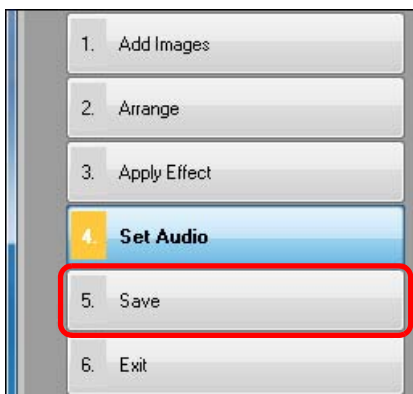 1. Add Images
2. Arrange
3. Apply Effect
4. Set Audio
5. Save
6. Exit